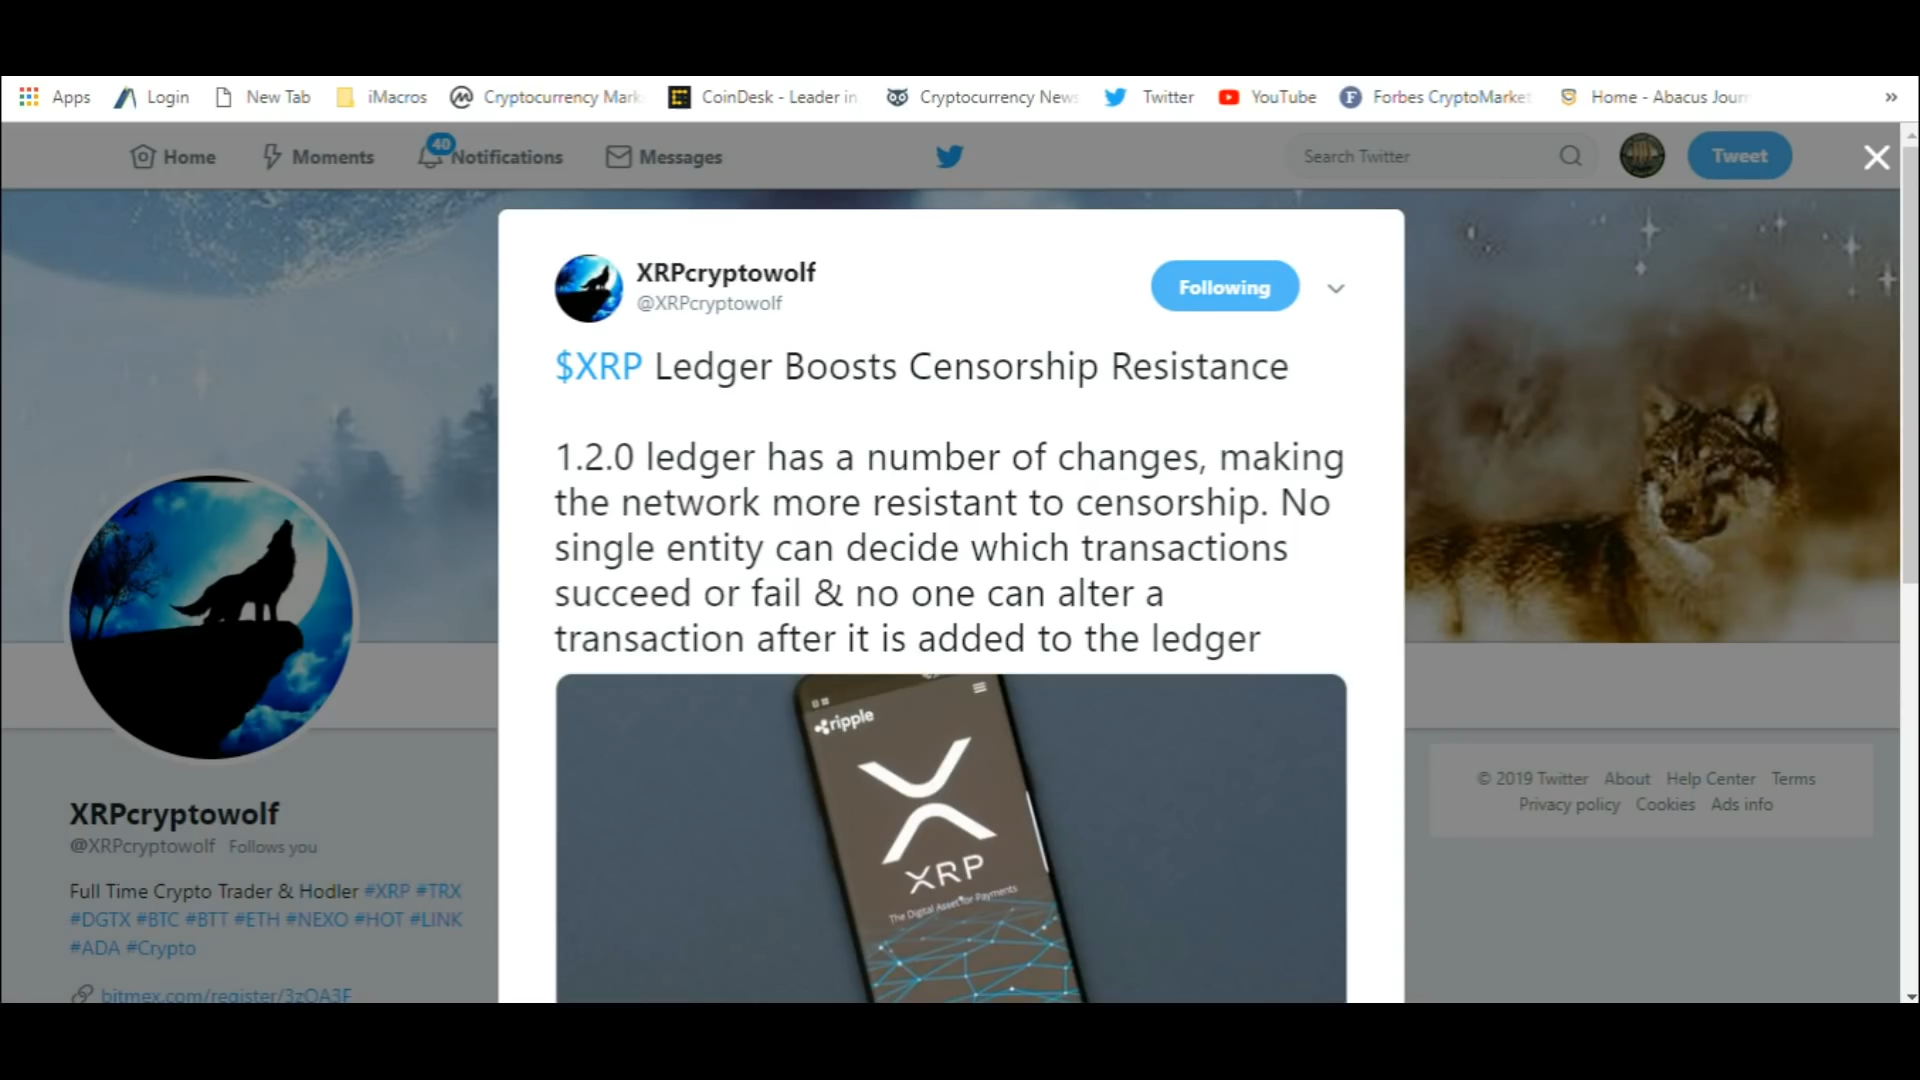 Apps Login New Tab iMacros Cryptocurrency Mark CoinDesk - Leader in Cryptocurrency News Twitter YouTube Forbes CryptoMarket Home - Abacus Jour »
Home Moments 40 Notifications Messages Search Twitter Tweet
XRPcryptowolf
@XRPcryptowolf
Following
$XRP Ledger Boosts Censorship Resistance
1.2.0 ledger has a number of changes, making
the network more resistant to censorship. No
single entity can decide which transactions
succeed or fail & no one can alter a
transaction after it is added to the ledger
ripple
XRP
The Digital Asset for Payments
XRPcryptowolf
@XRPcryptowolf Follows you
Full Time Crypto Trader & Hodler #XRP #TRX
#DGTX #BTC #BTT #ETH #NEXO #HOT #LINK
#ADA #Crypto
bitmex.com/register/3zOA3F
© 2019 Twitter About Help Center Terms
Privacy policy Cookies Ads info